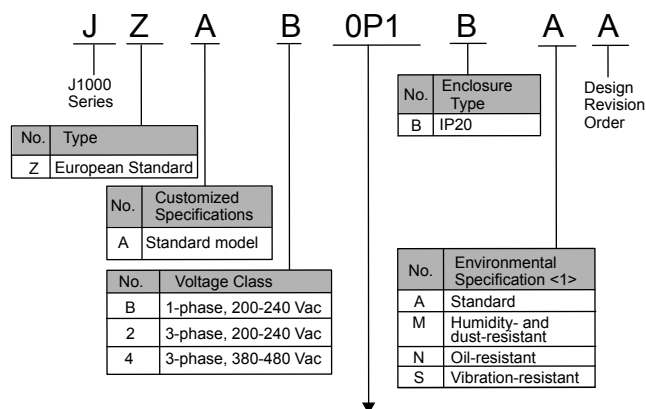 J Z A B 0P1 B A A
J1000
Series
Design
Revision
Order
No. Enclosure
Type
B IP20
No. Type
Z European Standard
No. Customized
Specifications
A Standard model
No. Voltage Class
B 1-phase, 200-240 Vac
2 3-phase, 200-240 Vac
4 3-phase, 380-480 Vac
No. Environmental
Specification <1>
A Standard
M Humidity- and
dust-resistant
N Oil-resistant
S Vibration-resistant